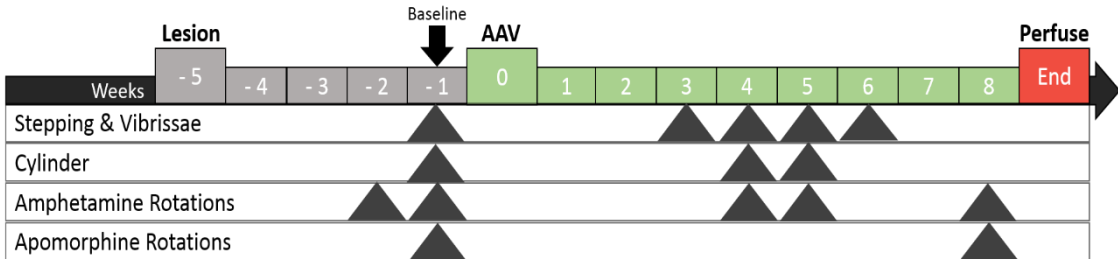 Baseline
Lesion AAV Perfuse
Weeks - 5 - 4 - 3 - 2 - 1 0 1 2 3 4 5 6 7 8 End
Stepping & Vibrissae
Cylinder
Amphetamine Rotations
Apomorphine Rotations